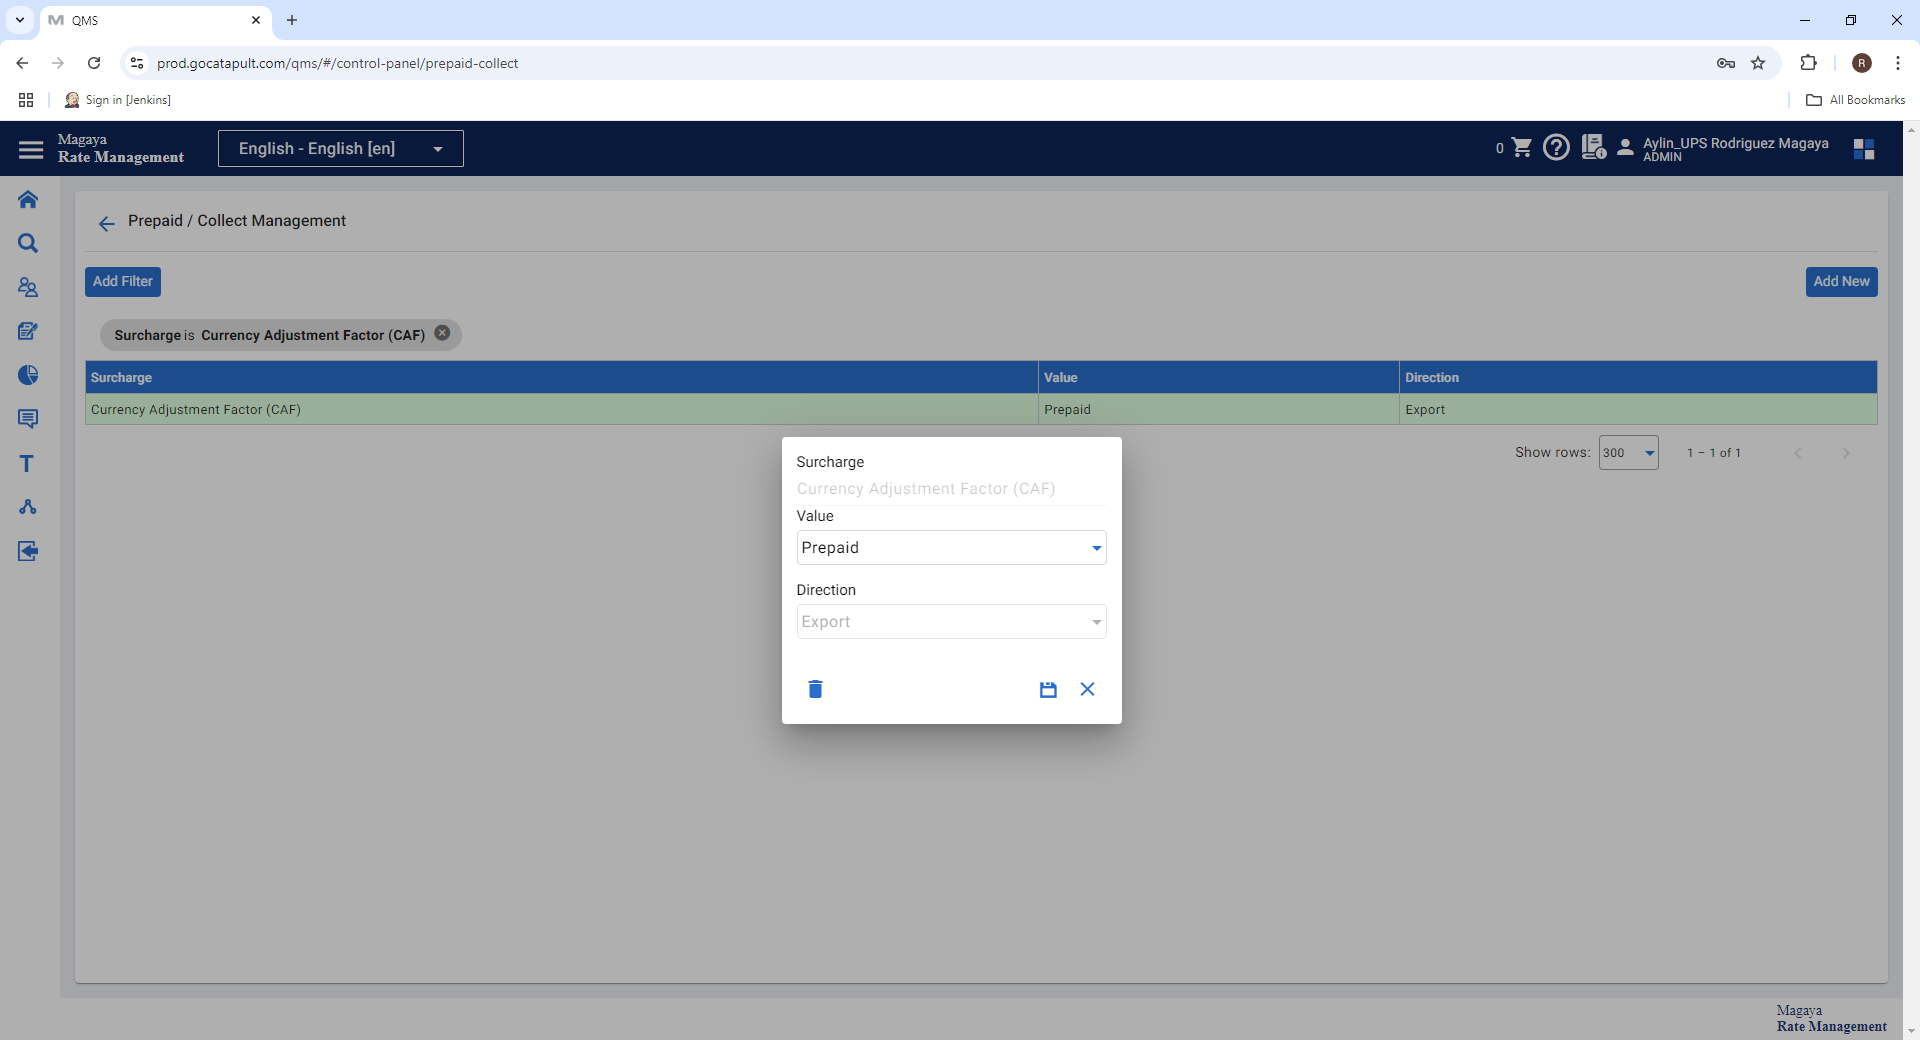 QMS
prod.gocatapult.com/qms/#/control-panel/prepaid-collect
R
Sign in [Jenkins]
All Bookmarks
Magaya
Rate Management
English - English [en]
0
Aylin_UPS Rodriguez Magaya
ADMIN
Prepaid / Collect Management
Add Filter
Add New
Surcharge is Currency Adjustment Factor (CAF)
Surcharge Value Direction
Currency Adjustment Factor (CAF) Prepaid Export
Show rows: 300 1 – 1 of 1
Surcharge
Currency Adjustment Factor (CAF)
Value
Prepaid
Direction
Export
Magaya
Rate Management